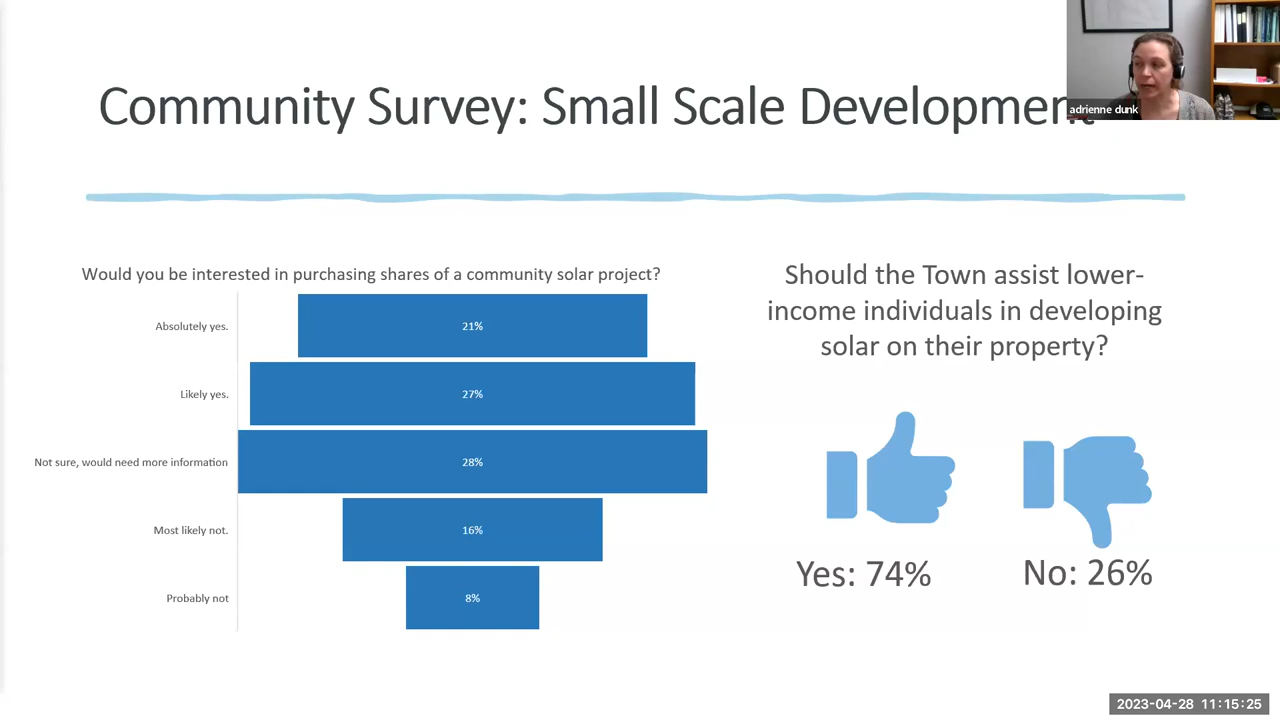 Community Survey: Small Scale Development
adrienne dunk
Would you be interested in purchasing shares of a community solar project?
Absolutely yes.
21%
Likely yes.
27%
Not sure, would need more information
28%
Most likely not.
16%
Probably not
8%
Should the Town assist lower-
income individuals in developing
solar on their property?
Yes: 74%
No: 26%
2023-04-28 11:15:25